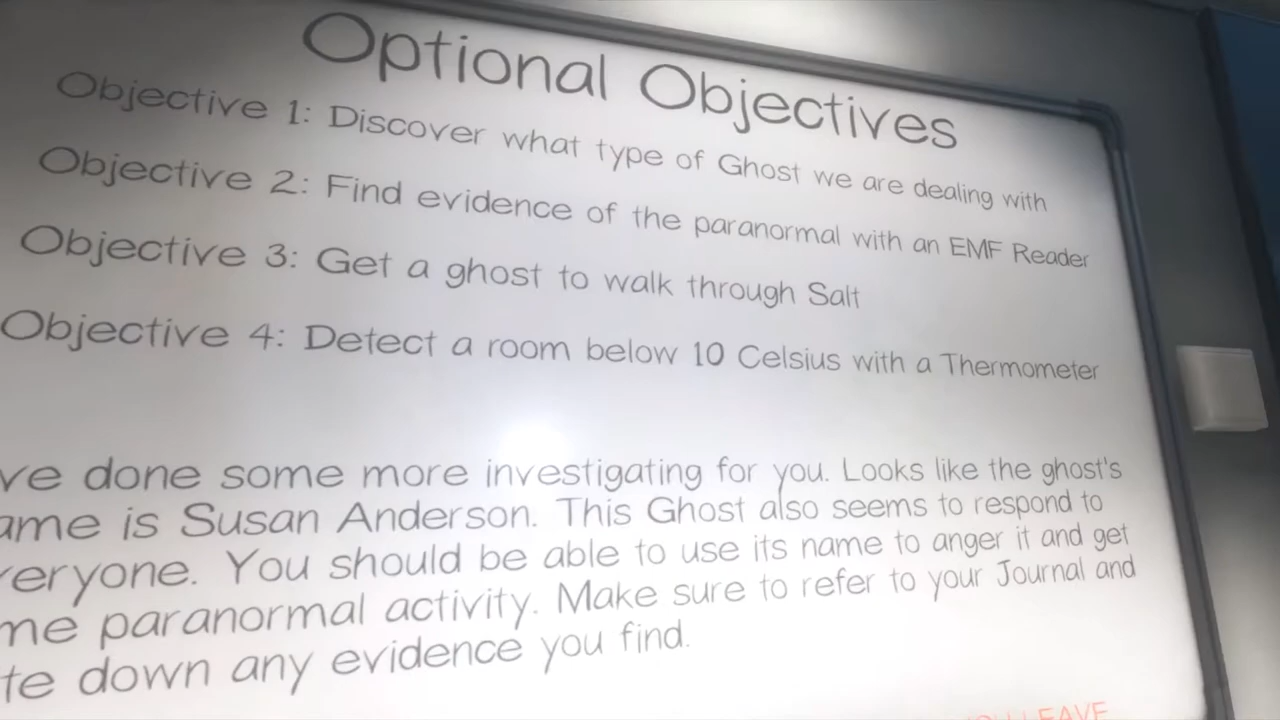 Optional Objectives
Objective 1: Discover what type of Ghost we are dealing with
Objective 2: Find evidence of the paranormal with an EMF Reader
Objective 3: Get a ghost to walk through Salt
Objective 4: Detect a room below 10 Celsius with a Thermometer
ve done some more investigating for you. Looks like the ghost's
ame is Susan Anderson. This Ghost also seems to respond to
veryone. You should be able to use its name to anger it and get
me paranormal activity. Make sure to refer to your Journal and
te down any evidence you find.
LEAVE